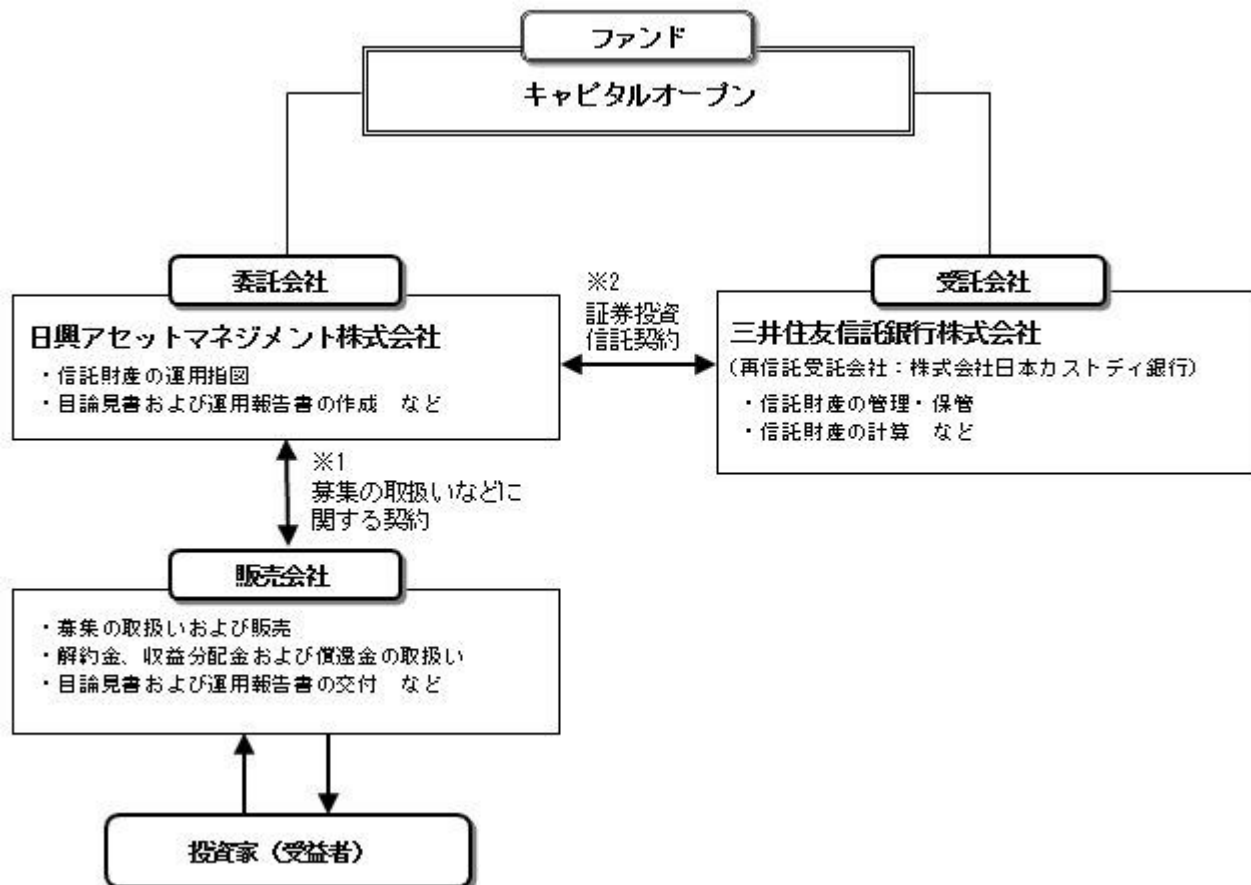 ファンド
キャピタルオープン
委託会社
日興アセットマネジメント株式会社
・信託財産の運用指図
・目論見書および運用報告書の作成　など
※2
証券投資
信託契約
受託会社
三井住友信託銀行株式会社
(再信託受託会社:株式会社日本カストディ銀行)
・信託財産の管理・保管
・信託財産の計算　など
※1
募集の取扱いなどに
関する契約
販売会社
・募集の取扱いおよび販売
・解約金、収益分配金および償還金の取扱い
・目論見書および運用報告書の交付　など
投資家（受益者）